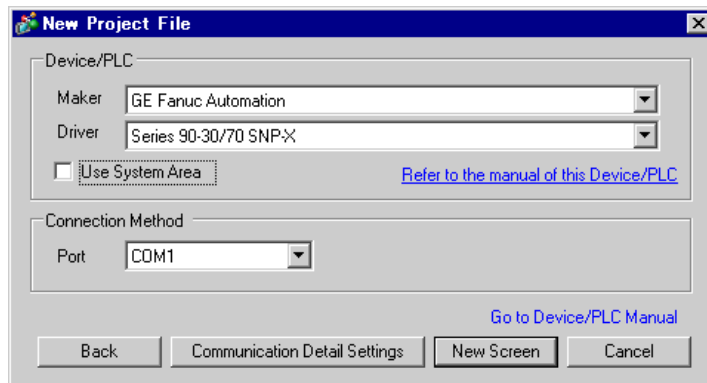 New Project File
Device/PLC
Maker GE Fanuc Automation
Driver Series 90-30/70 SNP-X
Use System Area Refer to the manual of this Device/PLC
Connection Method
Port COM1
Go to Device/PLC Manual
Back Communication Detail Settings New Screen Cancel